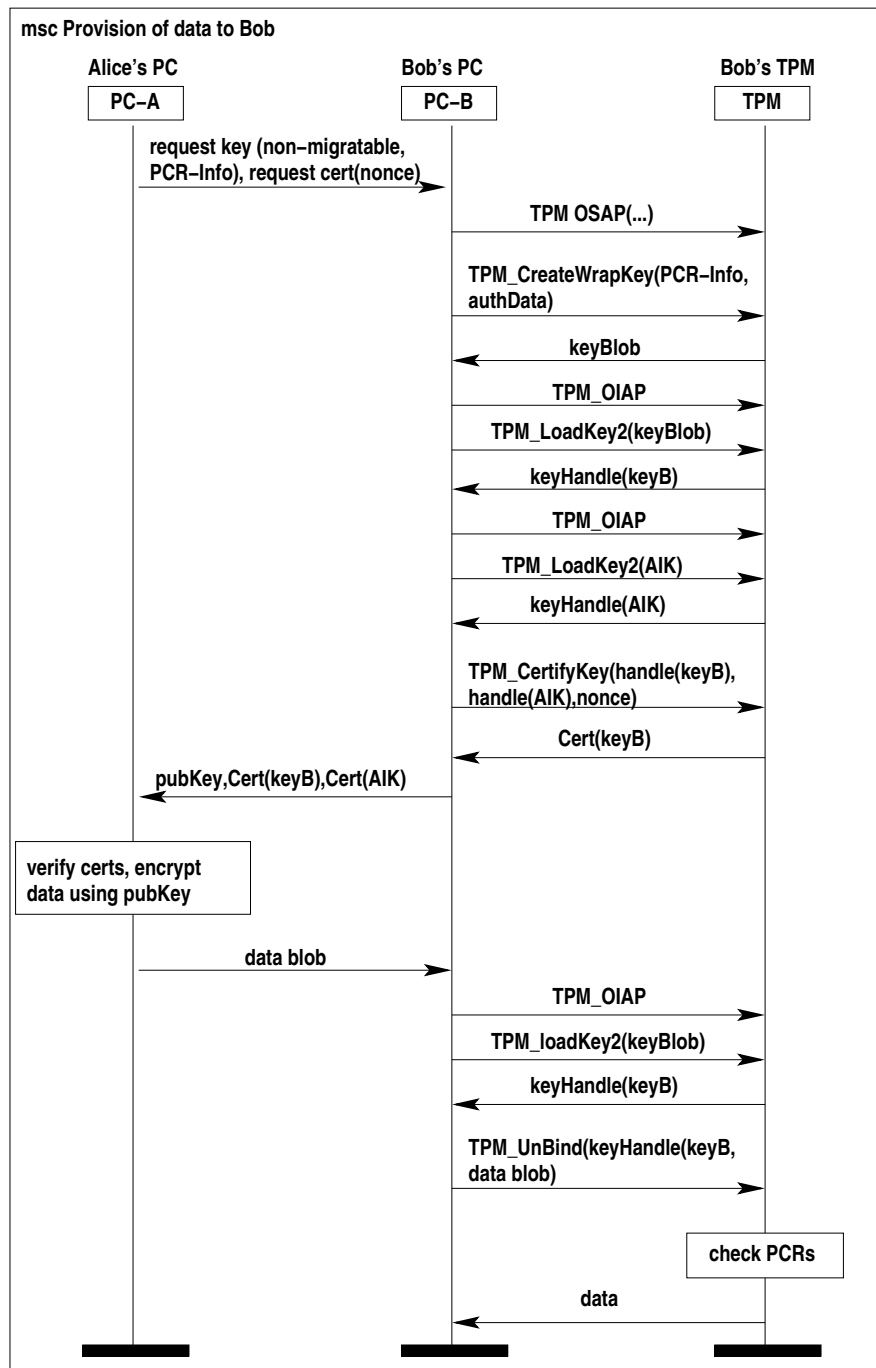 msc Provision of data to Bob
Alice's PC
Bob's PC
Bob's TPM
PC-A
PC-B
TPM
request key (non-migratable,
PCR-Info), request cert(nonce)
TPM OSAP(...)
TPM_CreateWrapKey(PCR-Info,
authData)
keyBlob
TPM_OIAP
TPM_LoadKey2(keyBlob)
keyHandle(keyB)
TPM_OIAP
TPM_LoadKey2(AIK)
keyHandle(AIK)
TPM_CertifyKey(handle(keyB),
handle(AIK),nonce)
Cert(keyB)
pubKey,Cert(keyB),Cert(AIK)
verify certs, encrypt
data using pubKey
data blob
TPM_OIAP
TPM_loadKey2(keyBlob)
keyHandle(keyB)
TPM_UnBind(keyHandle(keyB,
data blob)
check PCRs
data